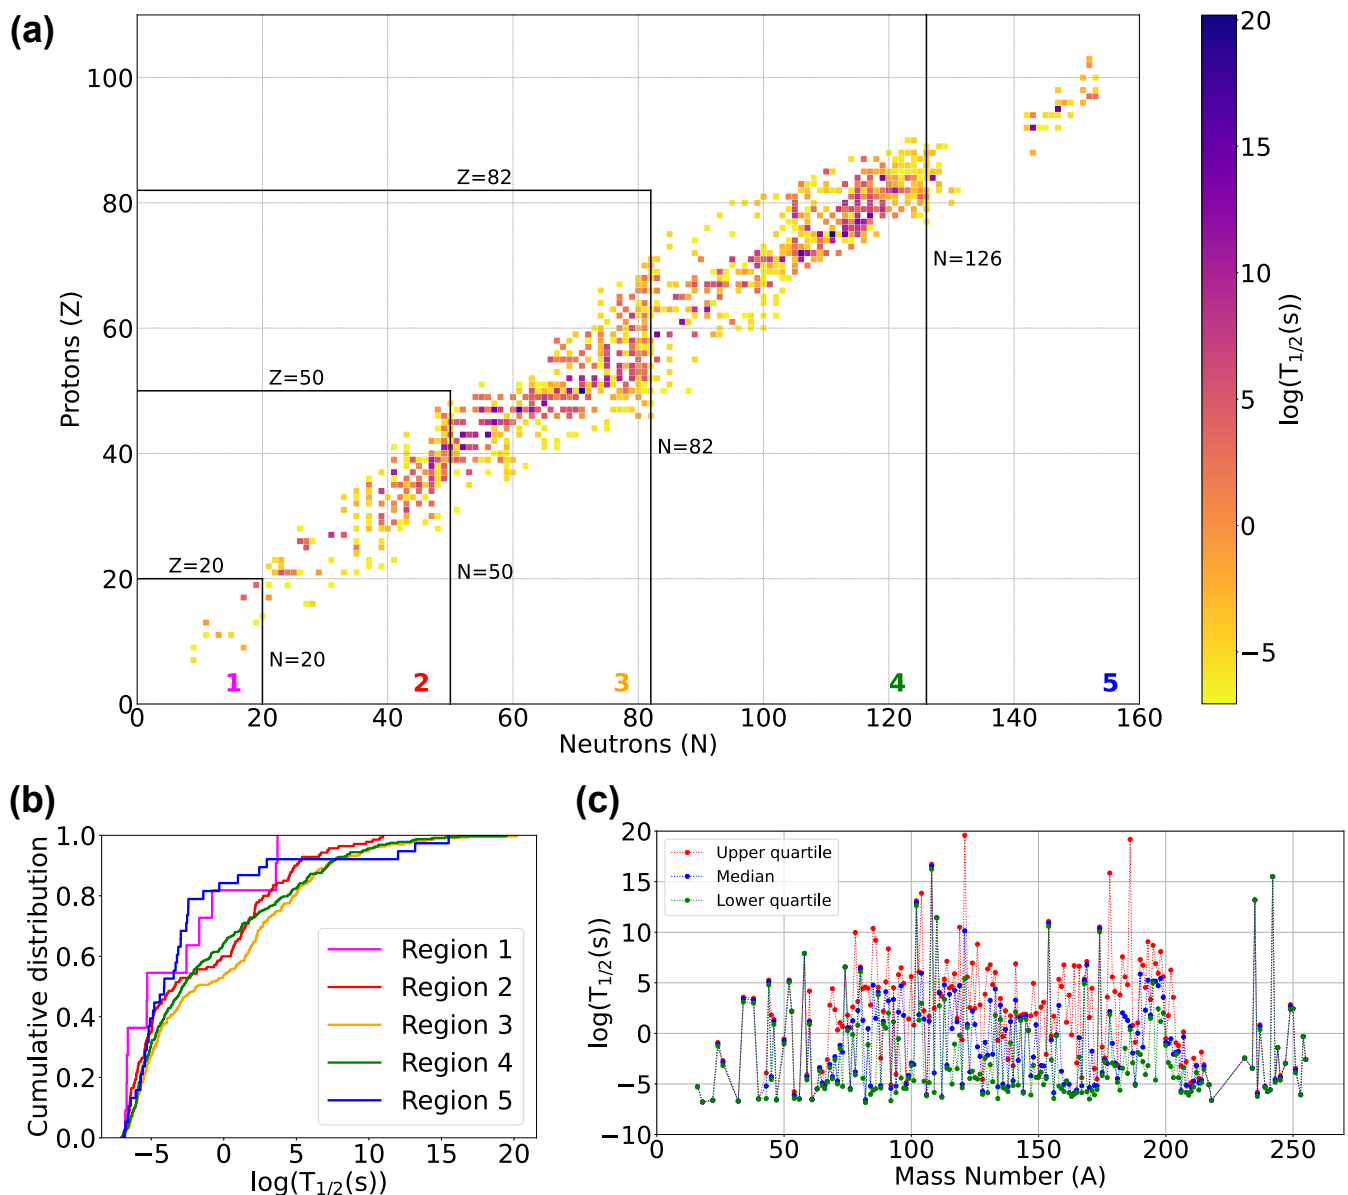 (a)
Protons (Z)
100
80
60
40
20
0
Z=82
Z=50
Z=20
N=126
N=82
N=50
N=20
1
2
3
4
5
0 20 40 60 80 100 120 140 160
Neutrons (N)
20
15
10
5
0
−5
log(T1/2(s))
(b)
Cumulative distribution
1.0
0.8
0.6
0.4
0.2
0.0
Region 1
Region 2
Region 3
Region 4
Region 5
−5 0 5 10 15 20
log(T1/2(s))
(c)
log(T1/2(s))
20
15
10
5
0
−5
−10
Upper quartile
Median
Lower quartile
0 50 100 150 200 250
Mass Number (A)